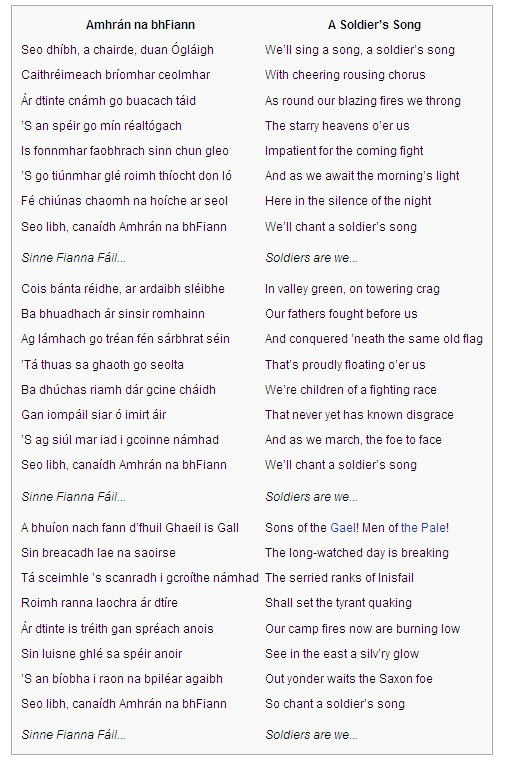 Amhrán na bhFiann A Soldier's Song
Seo dhíbh, a chairde, duan Ógláigh We'll sing a song, a soldier's song
Caithréimeach bríomhar ceolmhar With cheering rousing chorus
Ár dtinte cnámh go buacach táid As round our blazing fires we throng
'S an spéir go mín réaltógach The starry heavens o'er us
Is fonnmhar faobhrach sinn chun gleo Impatient for the coming fight
'S go tiúnmhar glé roimh thíocht don ló And as we await the morning's light
Fé chiúnas chaomh na hoíche ar seol Here in the silence of the night
Seo libh, canaídh Amhrán na bhFiann We'll chant a soldier's song
Sinne Fianna Fáil... Soldiers are we...
Cois bánta réidhe, ar ardaibh sléibhe In valley green, on towering crag
Ba bhuadhach ár sinsir romhainn Our fathers fought before us
Ag lámhach go tréan fén sárbhrat séin And conquered 'neath the same old flag
'Tá thuas sa ghaoth go seolta That's proudly floating o'er us
Ba dhúchas riamh dár gcine cháidh We're children of a fighting race
Gan iompáil siar ó imirt áir That never yet has known disgrace
'S ag siúl mar iad i gcoinne námhad And as we march, the foe to face
Seo libh, canaídh Amhrán na bhFiann We'll chant a soldier's song
Sinne Fianna Fáil... Soldiers are we...
A bhuíon nach fann d'fhuil Ghaeil is Gall Sons of the Gael! Men of the Pale!
Sin breacadh lae na saoirse The long-watched day is breaking
Tá sceimhle 's scanradh i gcroíthe námhad The serried ranks of Inisfail
Roimh ranna laochra ár dtíre Shall set the tyrant quaking
Ár dtinte is tréith gan spréach anois Our camp fires now are burning low
Sin luisne ghlé sa spéir anoir See in the east a silv'ry glow
'S an bíobha i raon na bpiléar agaibh Out yonder waits the Saxon foe
Seo libh, canaídh Amhrán na bhFiann So chant a soldier's song
Sinne Fianna Fáil... Soldiers are we...